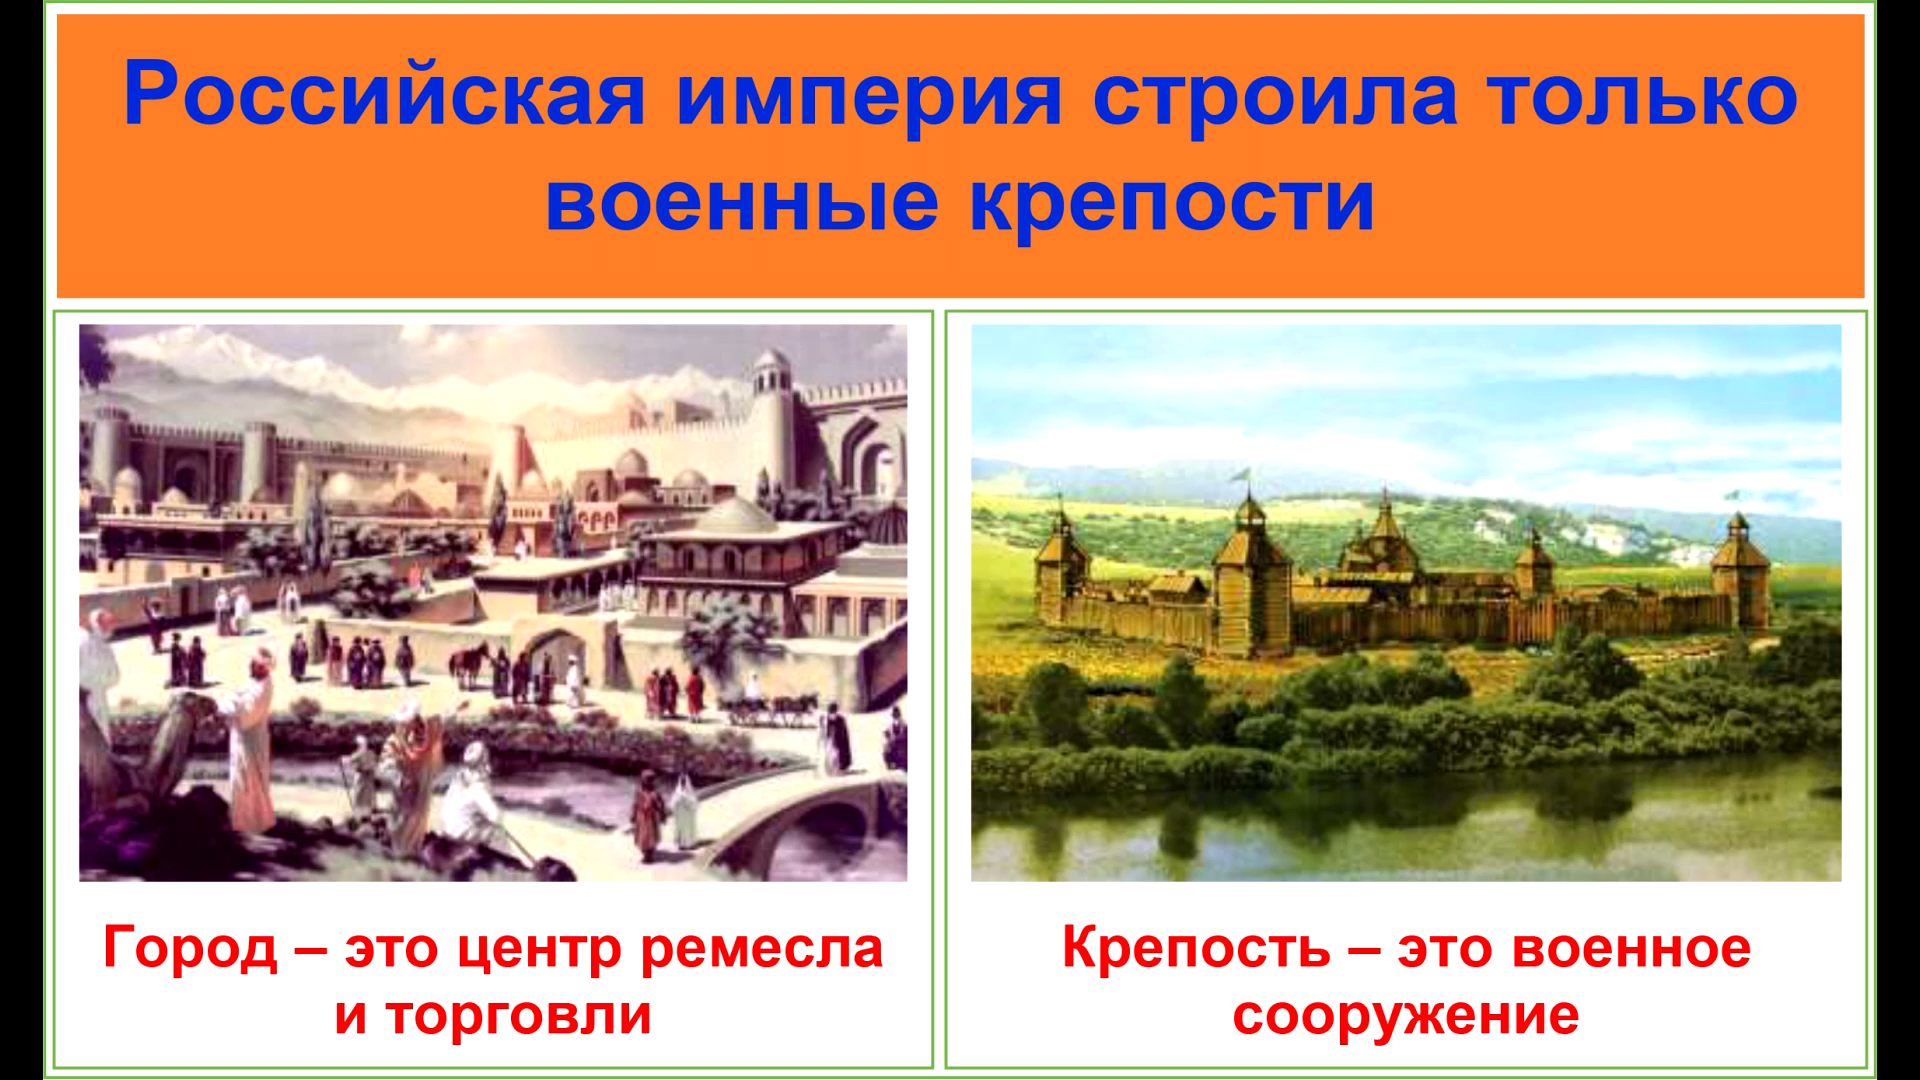 Российская империя строила только
военные крепости
Город – это центр ремесла
и торговли
Крепость – это военное
сооружение